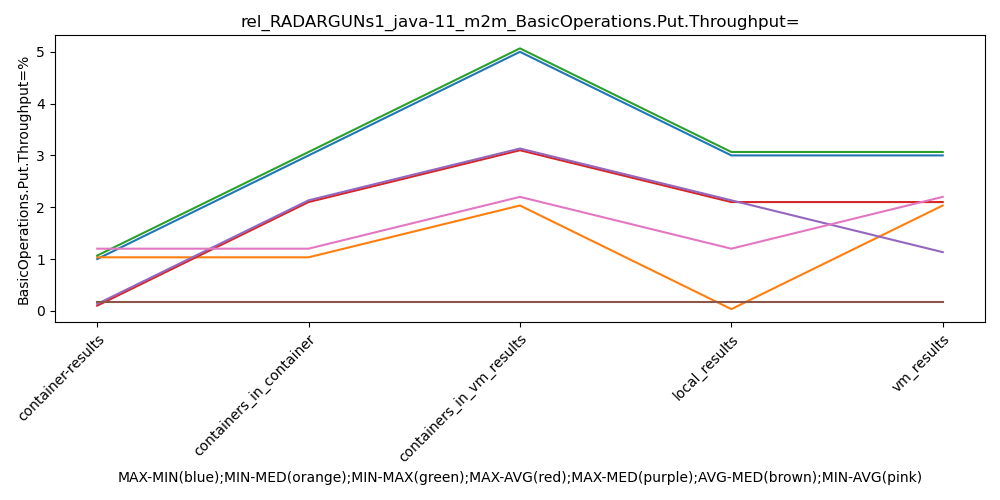 rel_RADARGUNs1_java-11_m2m_BasicOperations.Put.Throughput=
BasicOperations.Put.Throughput=%
5
4
3
2
1
0
container-results
containers_in_container
containers_in_vm_results
local_results
vm_results
MAX-MIN(blue);MIN-MED(orange);MIN-MAX(green);MAX-AVG(red);MAX-MED(purple);AVG-MED(brown);MIN-AVG(pink)